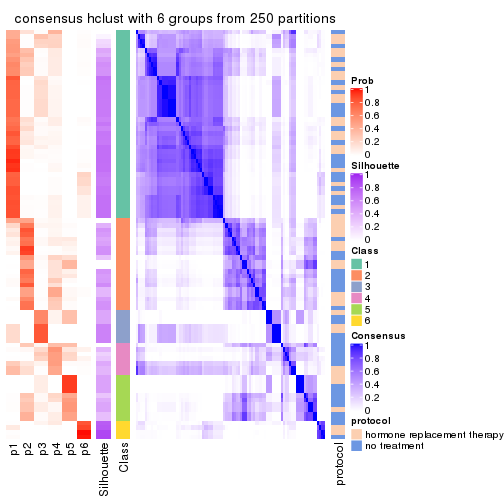 consensus hclust with 6 groups from 250 partitions
Prob
1
0.8
0.6
0.4
0.2
0
Silhouette
1
0.8
0.6
0.4
0.2
0
Class
1
2
3
4
5
6
Consensus
1
0.8
0.6
0.4
0.2
0
protocol
hormone replacement therapy
no treatment
p1
p2
p3
p4
p5
p6
Silhouette
Class
protocol